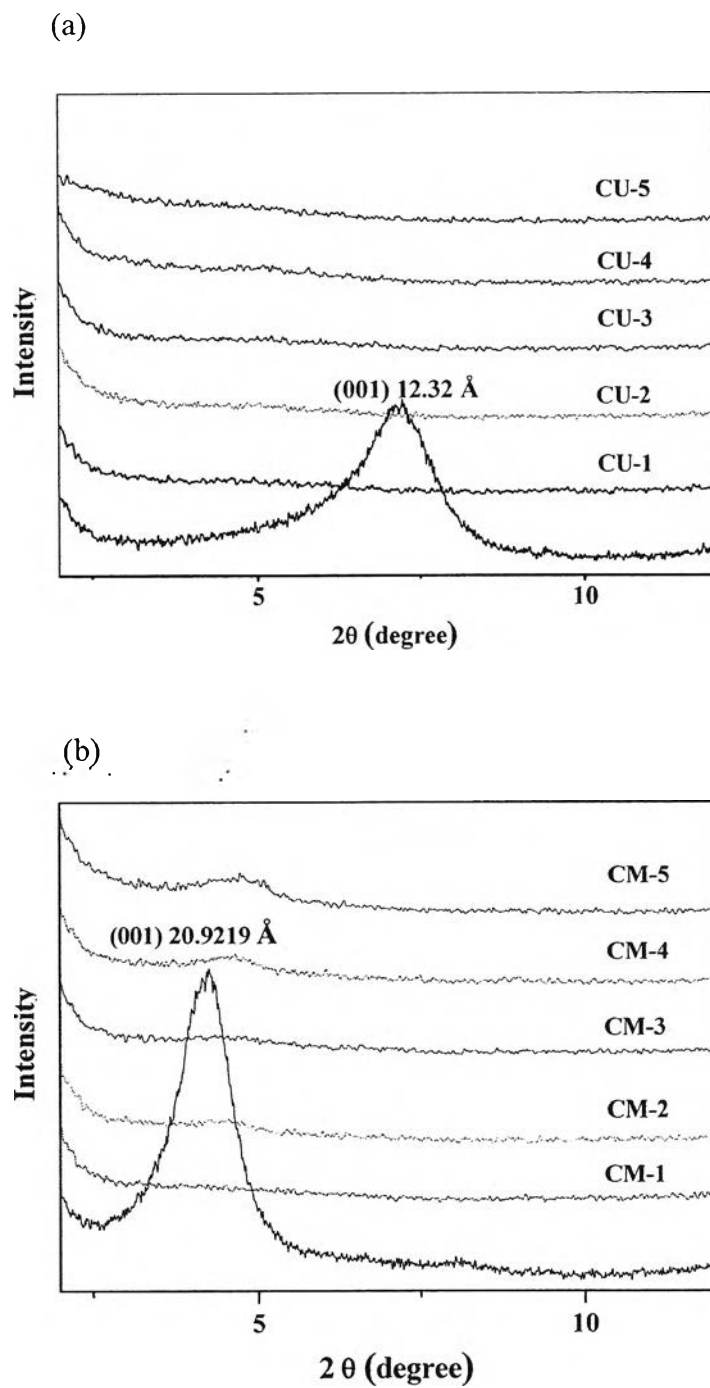 (a)
CU-5
CU-4
CU-3
(001) 12.32 Å
CU-2
CU-1
Intensity
5
10
2θ (degree)
(b)
CM-5
(001) 20.9219 Å
CM-4
CM-3
CM-2
CM-1
Intensity
5
10
2 θ (degree)